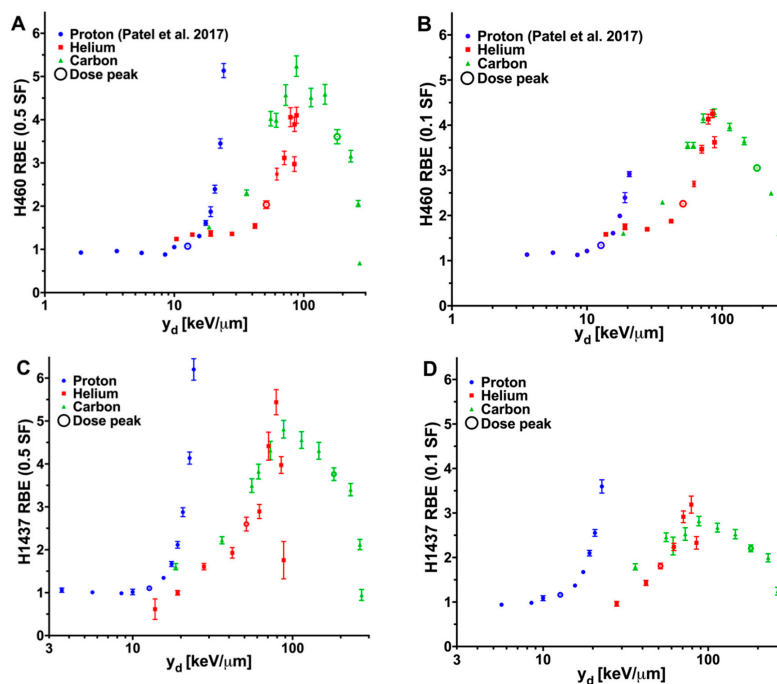 A
Proton (Patel et al. 2017)
Helium
Carbon
Dose peak
H460 RBE (0.5 SF)
6
5
4
3
2
1
0
1
10
100
y_d [keV/µm]
B
Proton (Patel et al. 2017)
Helium
Carbon
Dose peak
H460 RBE (0.1 SF)
6
5
4
3
2
1
0
1
10
100
y_d [keV/µm]
C
Proton
Helium
Carbon
Dose peak
H1437 RBE (0.5 SF)
6
5
4
3
2
1
0
3
10
100
y_d [keV/µm]
D
Proton
Helium
Carbon
Dose peak
H1437 RBE (0.1 SF)
6
5
4
3
2
1
0
3
10
100
y_d [keV/µm]